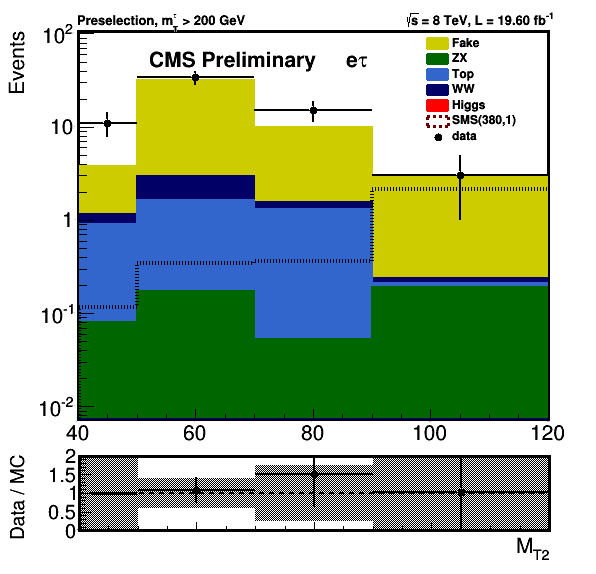 Preselection, m_T^τ > 200 GeV
√s = 8 TeV, L = 19.60 fb⁻¹
Events
CMS Preliminary eτ
Fake
ZX
Top
WW
Higgs
SMS(380,1)
data
10²
10
1
10⁻¹
10⁻²
40 60 80 100 120
Data / MC
2
1.5
1
0.5
0
M_T2